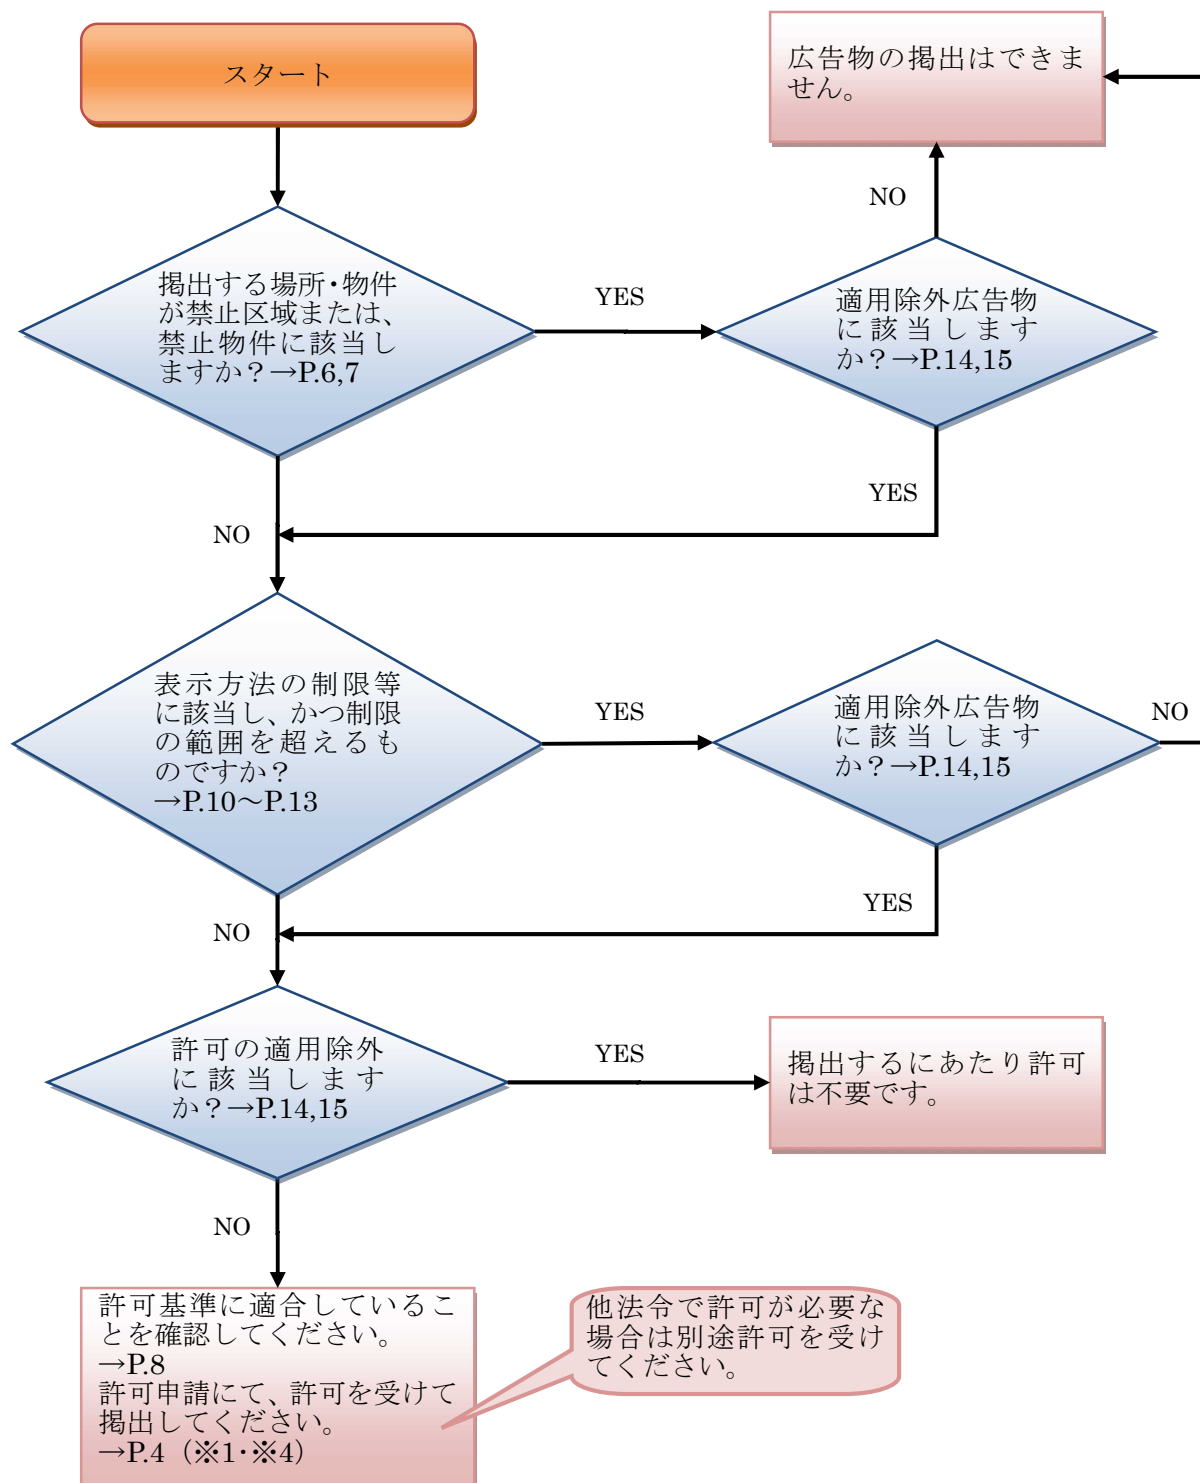 スタート
広告物の掲出はできま
せん。
NO
掲出する場所・物件
が禁止区域または、
禁止物件に該当し
ますか？→P.6,7
YES
適用除外広告物
に該当します
か？→P.14,15
YES
NO
表示方法の制限等
に該当し、かつ制限
の範囲を超えるも
のですか？
→P.10～P.13
YES
適用除外広告物
に該当します
か？→P.14,15
NO
YES
NO
許可の適用除外
に該当します
か？→P.14,15
YES
掲出するにあたり許可
は不要です。
NO
許可基準に適合しているこ
とを確認してください。
→P.8
許可申請にて、許可を受けて
掲出してください。
→P.4（※1・※4）
他法令で許可が必要な
場合は別途許可を受け
てください。